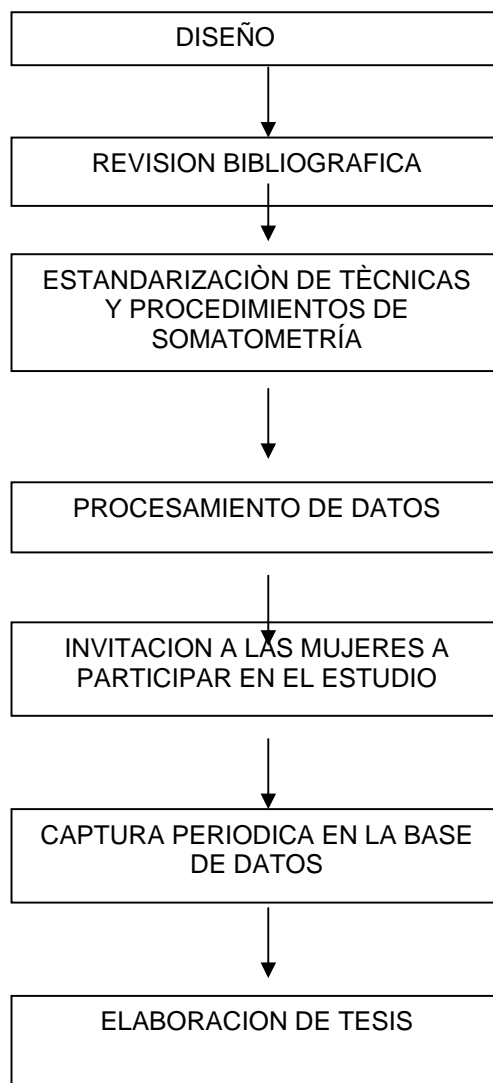 DISEÑO
REVISION BIBLIOGRAFICA
ESTANDARIZACIÒN DE TÈCNICAS
Y PROCEDIMIENTOS DE
SOMATOMETRÍA
PROCESAMIENTO DE DATOS
INVITACION A LAS MUJERES A
PARTICIPAR EN EL ESTUDIO
CAPTURA PERIODICA EN LA BASE
DE DATOS
ELABORACION DE TESIS